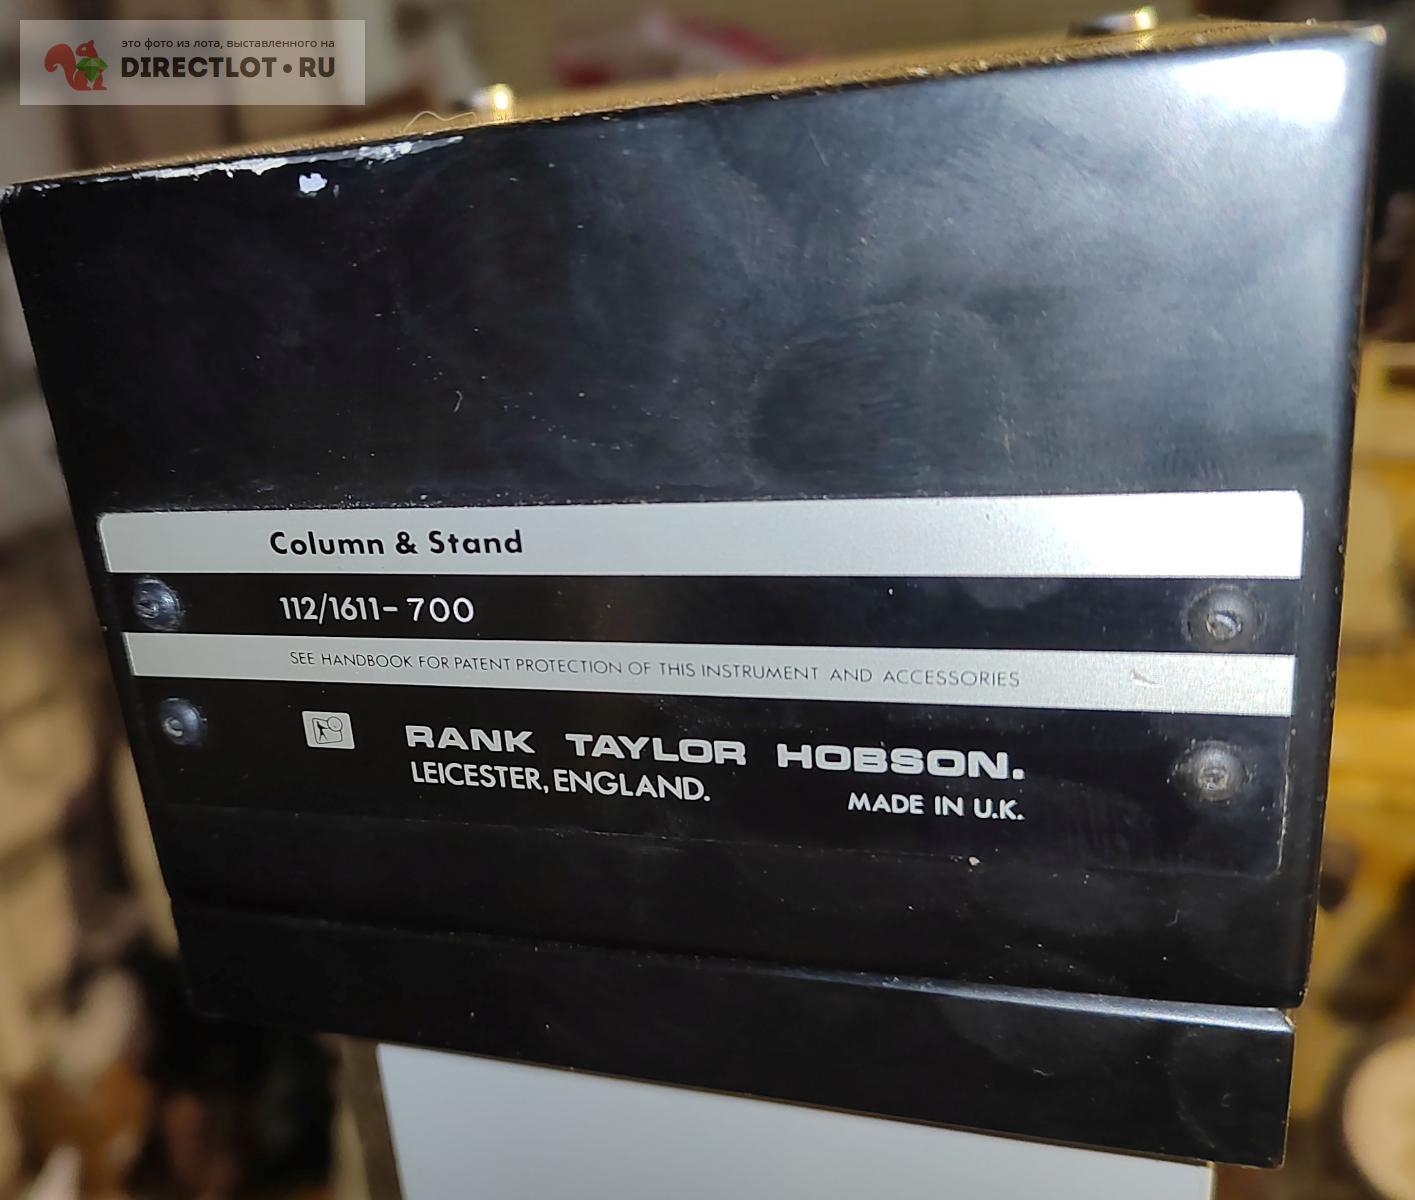 это фото из лота, выставленного на
DIRECTLOT•RU
Column & Stand
112/1611-700
SEE HANDBOOK FOR PATENT PROTECTION OF THIS INSTRUMENT AND ACCESSORIES
RANK TAYLOR HOBSON.
LEICESTER, ENGLAND.
MADE IN U.K.